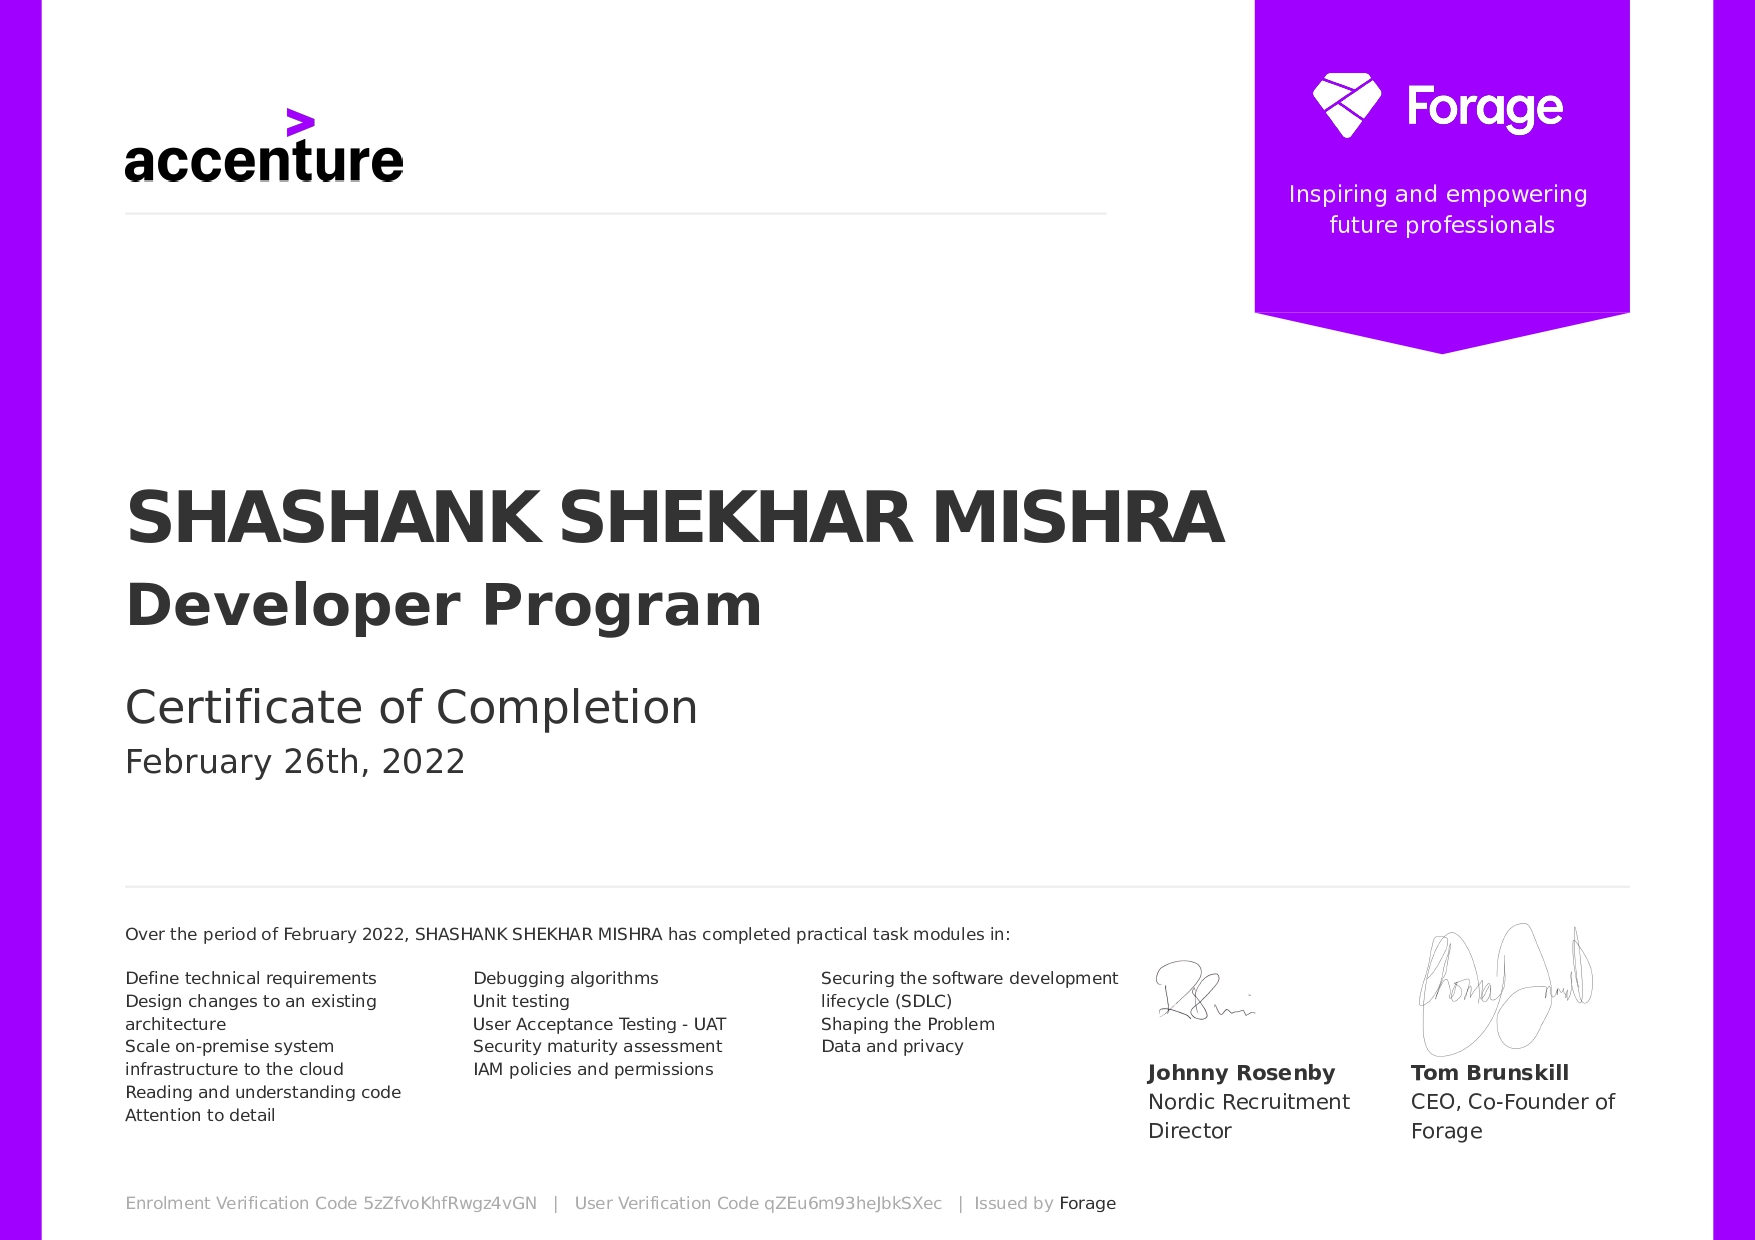 accenture
Forage
Inspiring and empowering
future professionals
SHASHANK SHEKHAR MISHRA
Developer Program
Certificate of Completion
February 26th, 2022
Over the period of February 2022, SHASHANK SHEKHAR MISHRA has completed practical task modules in:
Define technical requirements
Design changes to an existing
architecture
Scale on-premise system
infrastructure to the cloud
Reading and understanding code
Attention to detail
Debugging algorithms
Unit testing
User Acceptance Testing - UAT
Security maturity assessment
IAM policies and permissions
Securing the software development
lifecycle (SDLC)
Shaping the Problem
Data and privacy
Johnny Rosenby
Nordic Recruitment
Director
Tom Brunskill
CEO, Co-Founder of
Forage
Enrolment Verification Code 5zZfvoKhfRwgz4vGN | User Verification Code qZEu6m93heJbkSXec | Issued by Forage